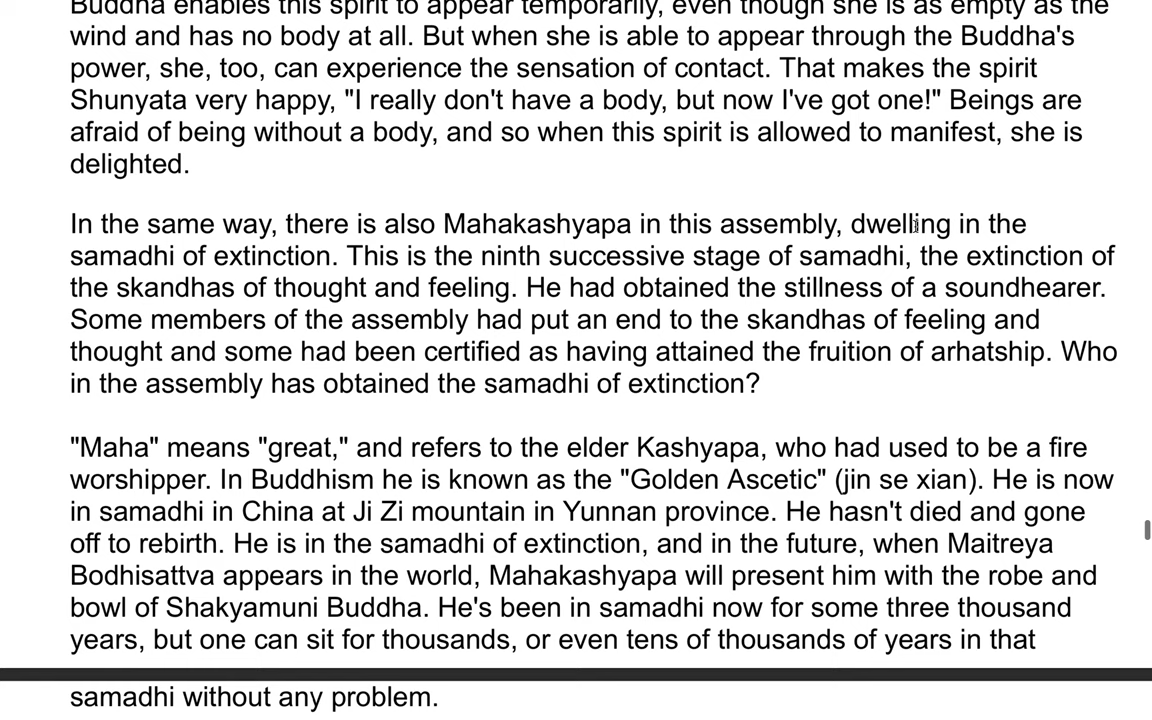 Buddha enables this spirit to appear temporarily, even though she is as empty as the
wind and has no body at all. But when she is able to appear through the Buddha's
power, she, too, can experience the sensation of contact. That makes the spirit
Shunyata very happy, "I really don't have a body, but now I've got one!" Beings are
afraid of being without a body, and so when this spirit is allowed to manifest, she is
delighted.
In the same way, there is also Mahakashyapa in this assembly, dwelling in the
samadhi of extinction. This is the ninth successive stage of samadhi, the extinction of
the skandhas of thought and feeling. He had obtained the stillness of a soundhearer.
Some members of the assembly had put an end to the skandhas of feeling and
thought and some had been certified as having attained the fruition of arhatship. Who
in the assembly has obtained the samadhi of extinction?
"Maha" means "great," and refers to the elder Kashyapa, who had used to be a fire
worshipper. In Buddhism he is known as the "Golden Ascetic" (jin se xian). He is now
in samadhi in China at Ji Zi mountain in Yunnan province. He hasn't died and gone
off to rebirth. He is in the samadhi of extinction, and in the future, when Maitreya
Bodhisattva appears in the world, Mahakashyapa will present him with the robe and
bowl of Shakyamuni Buddha. He's been in samadhi now for some three thousand
years, but one can sit for thousands, or even tens of thousands of years in that
samadhi without any problem.